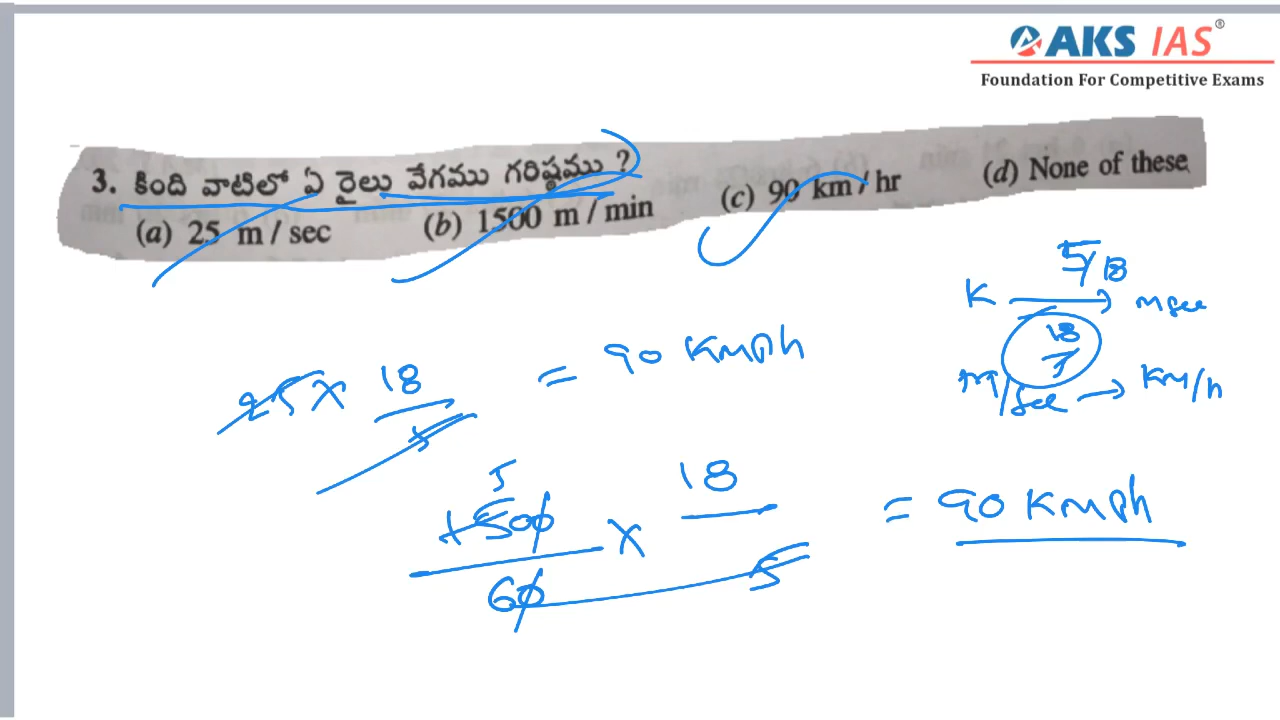 AKS IAS®
Foundation For Competitive Exams
3. కింది వాటిలో ఏ రైలు వేగము గరిష్ఠము ?
(a) 25 m / sec (b) 1500 m / min (c) 90 km / hr (d) None of these
5/18
K → m sec
18
m/sec → KM/h
25 × 18/5 = 90 KMPh
5
1500/60 × 18/5 = 90 KMPh